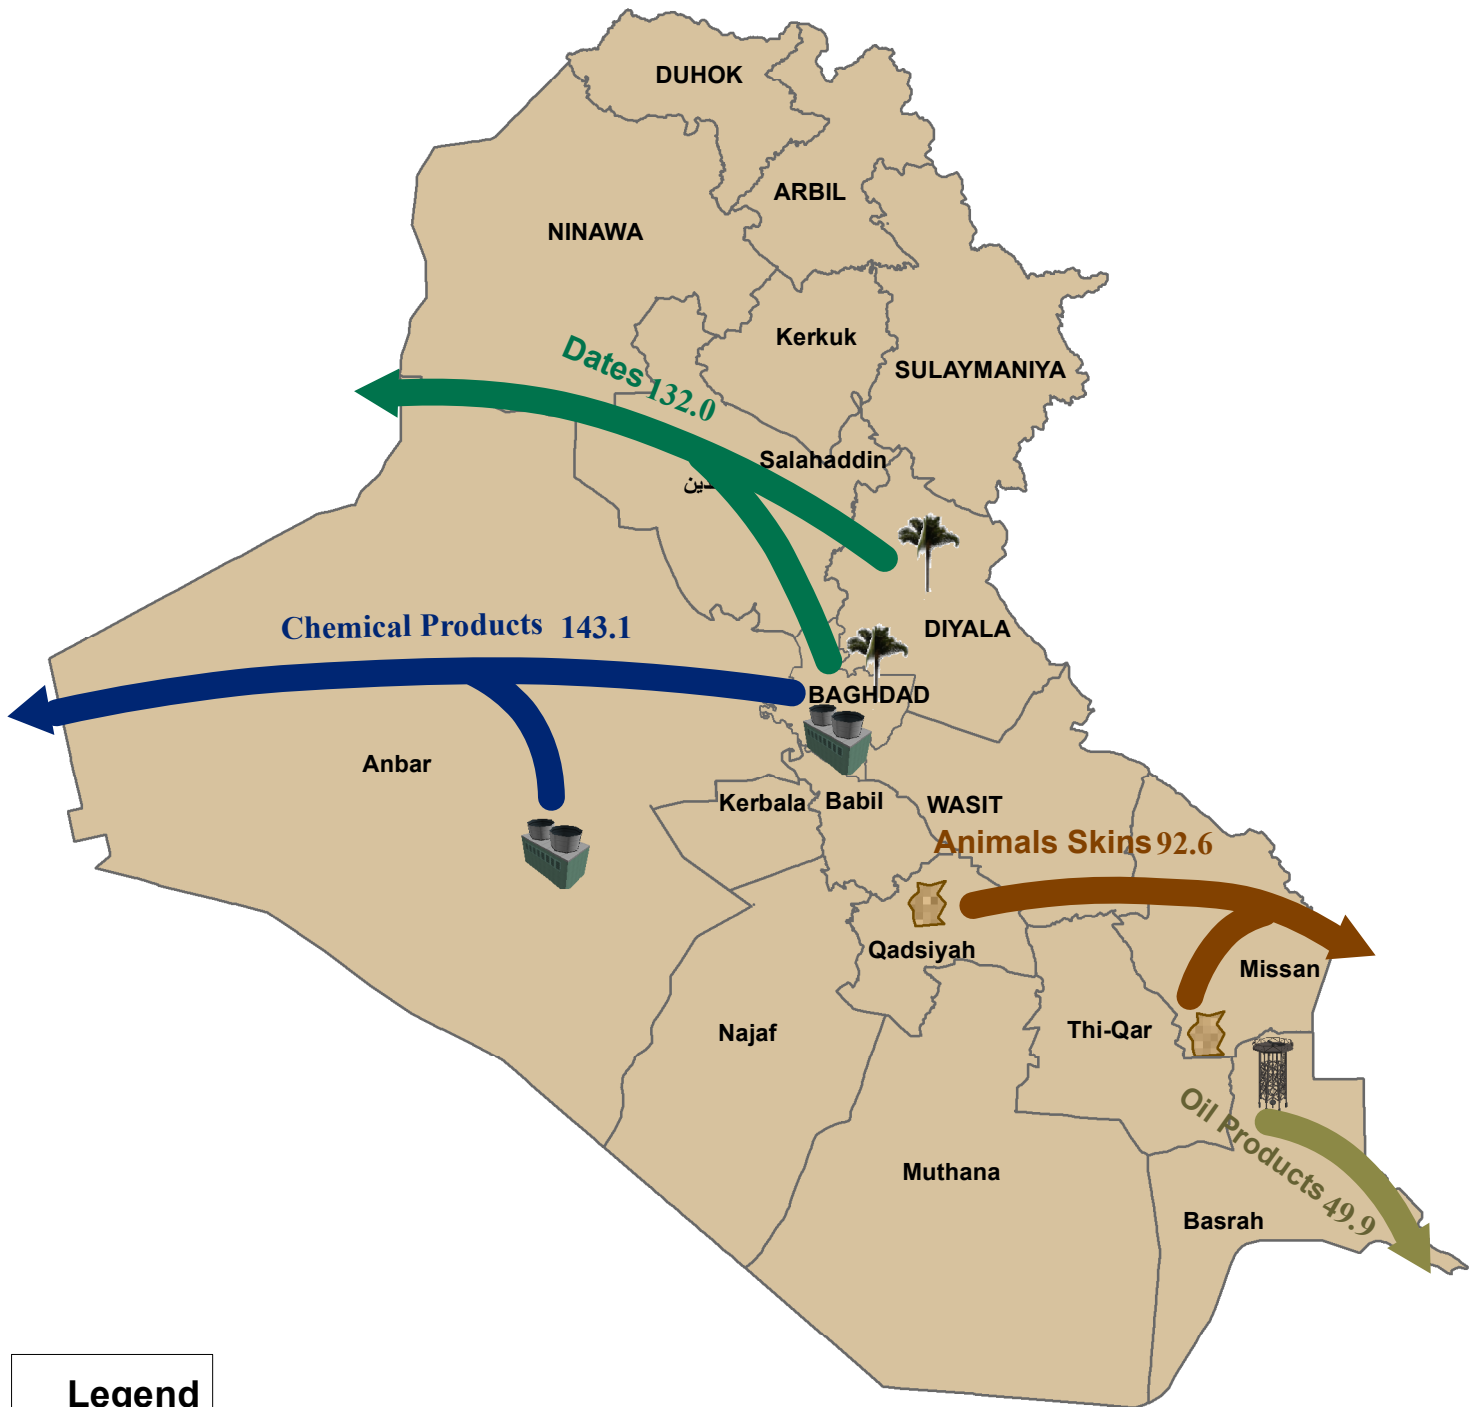 DUHOK
ARBIL
NINAWA
Kerkuk
SULAYMANIYA
Dates 132.0
Salahaddin
DIYALA
Chemical Products 143.1
BAGHDAD
Anbar
Kerbala
Babil
WASIT
Animals Skins 92.6
Qadsiyah
Missan
Najaf
Thi-Qar
Oil Products 49.9
Muthana
Basrah
Legend